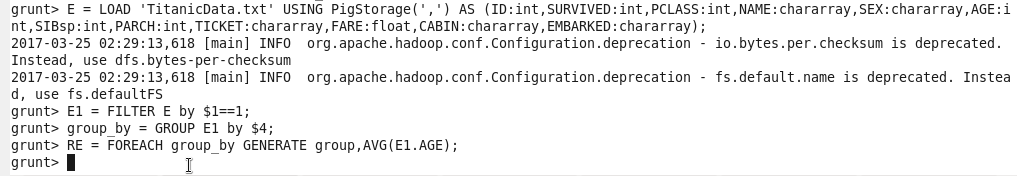 grunt> E = LOAD 'TitanicData.txt' USING PigStorage(',') AS (ID:int,SURVIVED:int,PCLASS:int,NAME:chararray,SEX:chararray,AGE:i
nt,SIBsp:int,PARCH:int,TICKET:chararray,FARE:float,CABIN:chararray,EMBARKED:chararray);
2017-03-25 02:29:13,618 [main] INFO  org.apache.hadoop.conf.Configuration.deprecation - io.bytes.per.checksum is deprecated.
Instead, use dfs.bytes-per-checksum
2017-03-25 02:29:13,618 [main] INFO  org.apache.hadoop.conf.Configuration.deprecation - fs.default.name is deprecated. Instea
d, use fs.defaultFS
grunt> E1 = FILTER E by $1==1;
grunt> group_by = GROUP E1 by $4;
grunt> RE = FOREACH group_by GENERATE group,AVG(E1.AGE);
grunt>